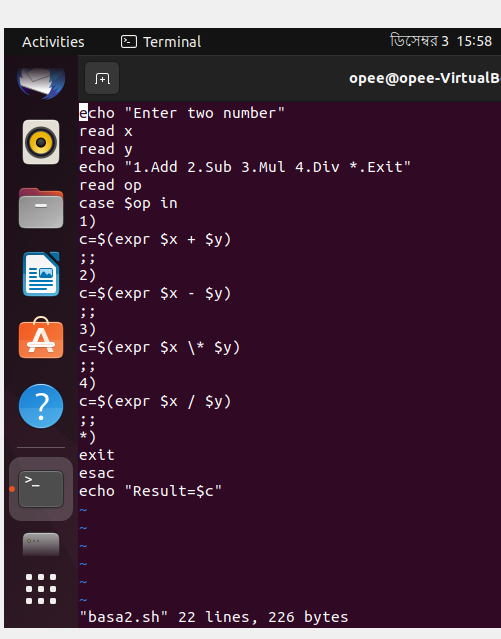 Activities
Terminal
ডিসেম্বর 3 15:58
opee@opee-VirtualB
echo "Enter two number"
read x
read y
echo "1.Add 2.Sub 3.Mul 4.Div *.Exit"
read op
case $op in
1)
c=$(expr $x + $y)
;;
2)
c=$(expr $x - $y)
;;
3)
c=$(expr $x \* $y)
;;
4)
c=$(expr $x / $y)
;;
*)
exit
esac
echo "Result=$c"
~
~
~
~
~
~
"basa2.sh" 22 lines, 226 bytes